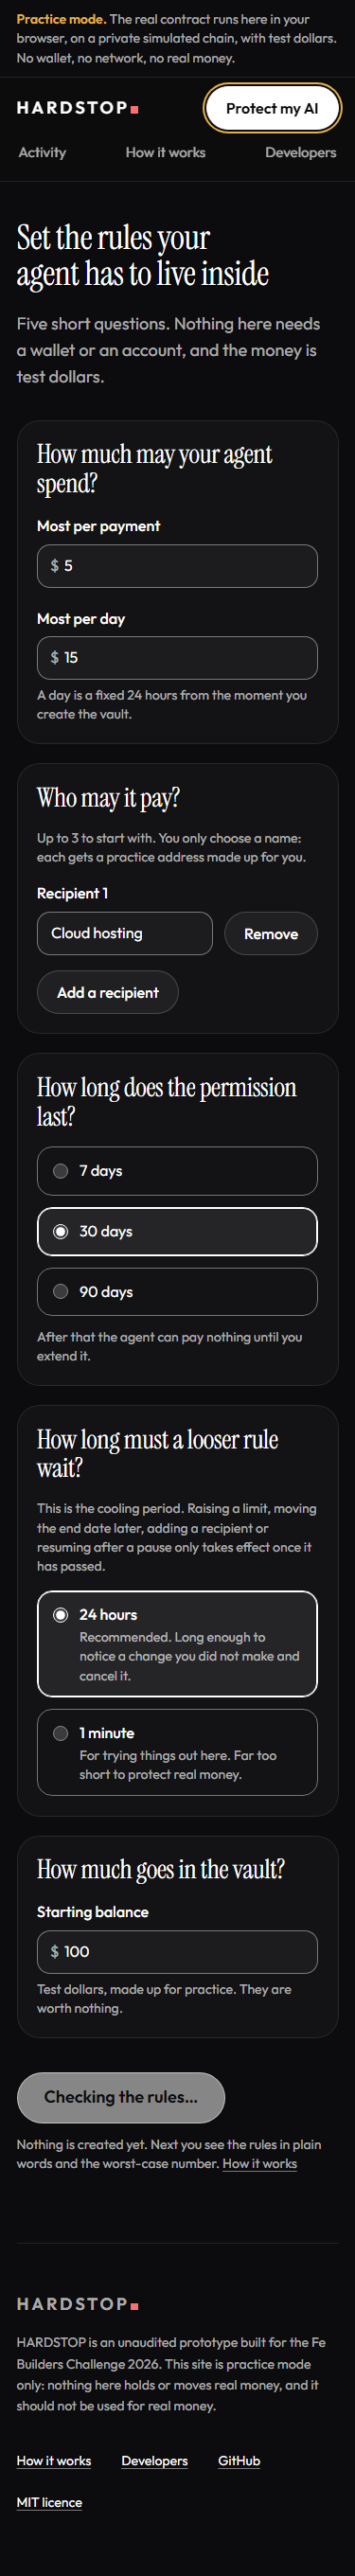 Practice mode. The real contract runs here in your
browser, on a private simulated chain, with test dollars.
No wallet, no network, no real money.
HARDSTOP
Protect my AI
Activity
How it works
Developers
Set the rules your
agent has to live inside
Five short questions. Nothing here needs
a wallet or an account, and the money is
test dollars.
How much may your agent
spend?
Most per payment
$ 5
Most per day
$ 15
A day is a fixed 24 hours from the moment you
create the vault.
Who may it pay?
Up to 3 to start with. You only choose a name:
each gets a practice address made up for you.
Recipient 1
Cloud hosting
Remove
Add a recipient
How long does the permission
last?
7 days
30 days
90 days
After that the agent can pay nothing until you
extend it.
How long must a looser rule
wait?
This is the cooling period. Raising a limit, moving
the end date later, adding a recipient or
resuming after a pause only takes effect once it
has passed.
24 hours
Recommended. Long enough to
notice a change you did not make and
cancel it.
1 minute
For trying things out here. Far too
short to protect real money.
How much goes in the vault?
Starting balance
$ 100
Test dollars, made up for practice. They are
worth nothing.
Checking the rules…
Nothing is created yet. Next you see the rules in plain
words and the worst-case number. How it works
HARDSTOP
HARDSTOP is an unaudited prototype built for the Fe
Builders Challenge 2026. This site is practice mode
only: nothing here holds or moves real money, and it
should not be used for real money.
How it works
Developers
GitHub
MIT licence